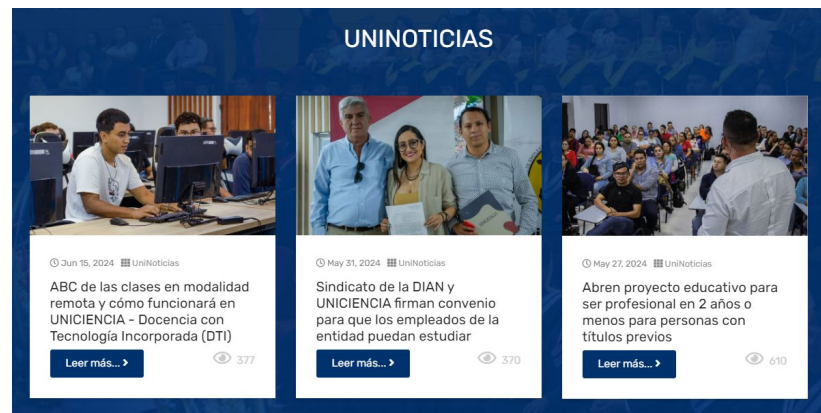 UNINOTICIAS
Jun 15, 2024 UniNoticias
ABC de las clases en modalidad
remota y cómo funcionará en
UNICIENCIA - Docencia con
Tecnología Incorporada (DTI)
Leer más...
377
May 31, 2024 UniNoticias
Sindicato de la DIAN y
UNICIENCIA firman convenio
para que los empleados de la
entidad puedan estudiar
Leer más...
370
May 27, 2024 UniNoticias
Abren proyecto educativo para
ser profesional en 2 años o
menos para personas con
títulos previos
Leer más...
610